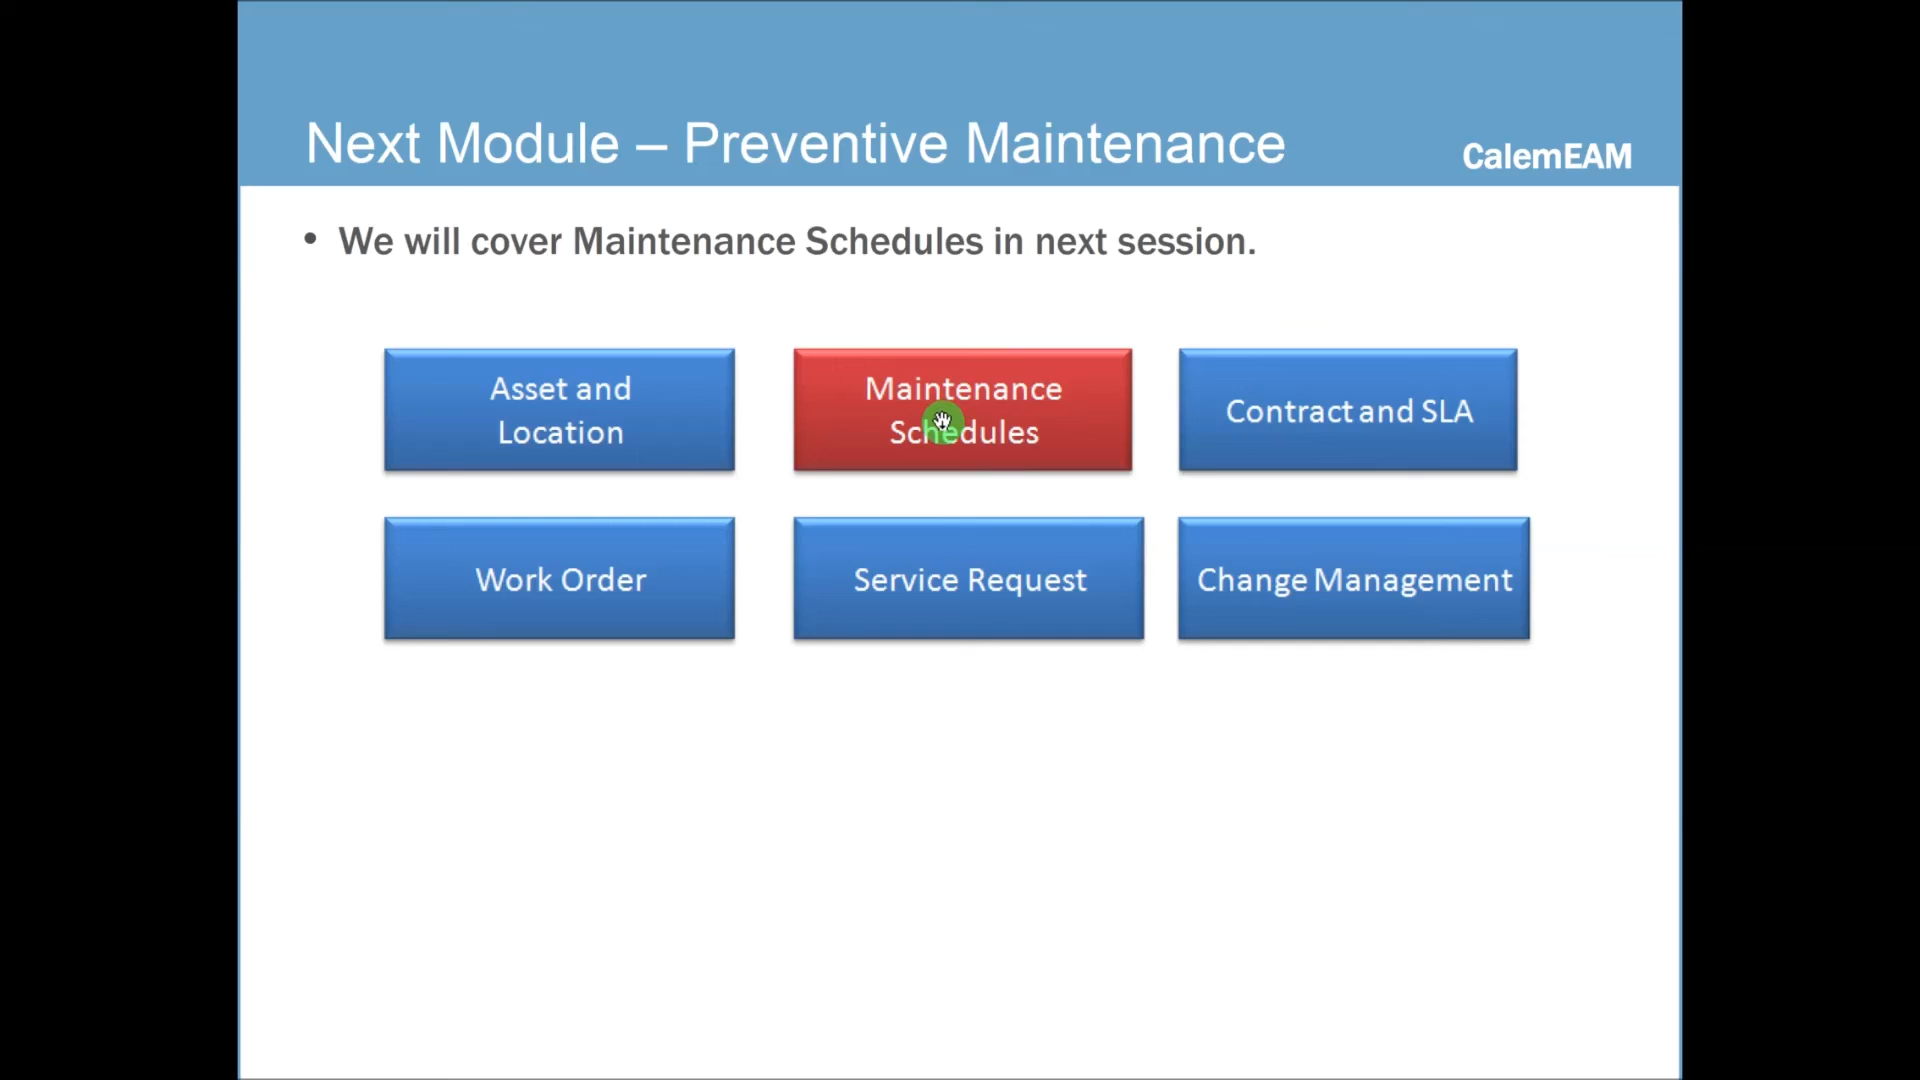 Next Module – Preventive Maintenance
CalemEAM
• We will cover Maintenance Schedules in next session.
Asset and
Location
Maintenance
Schedules
Contract and SLA
Work Order
Service Request
Change Management